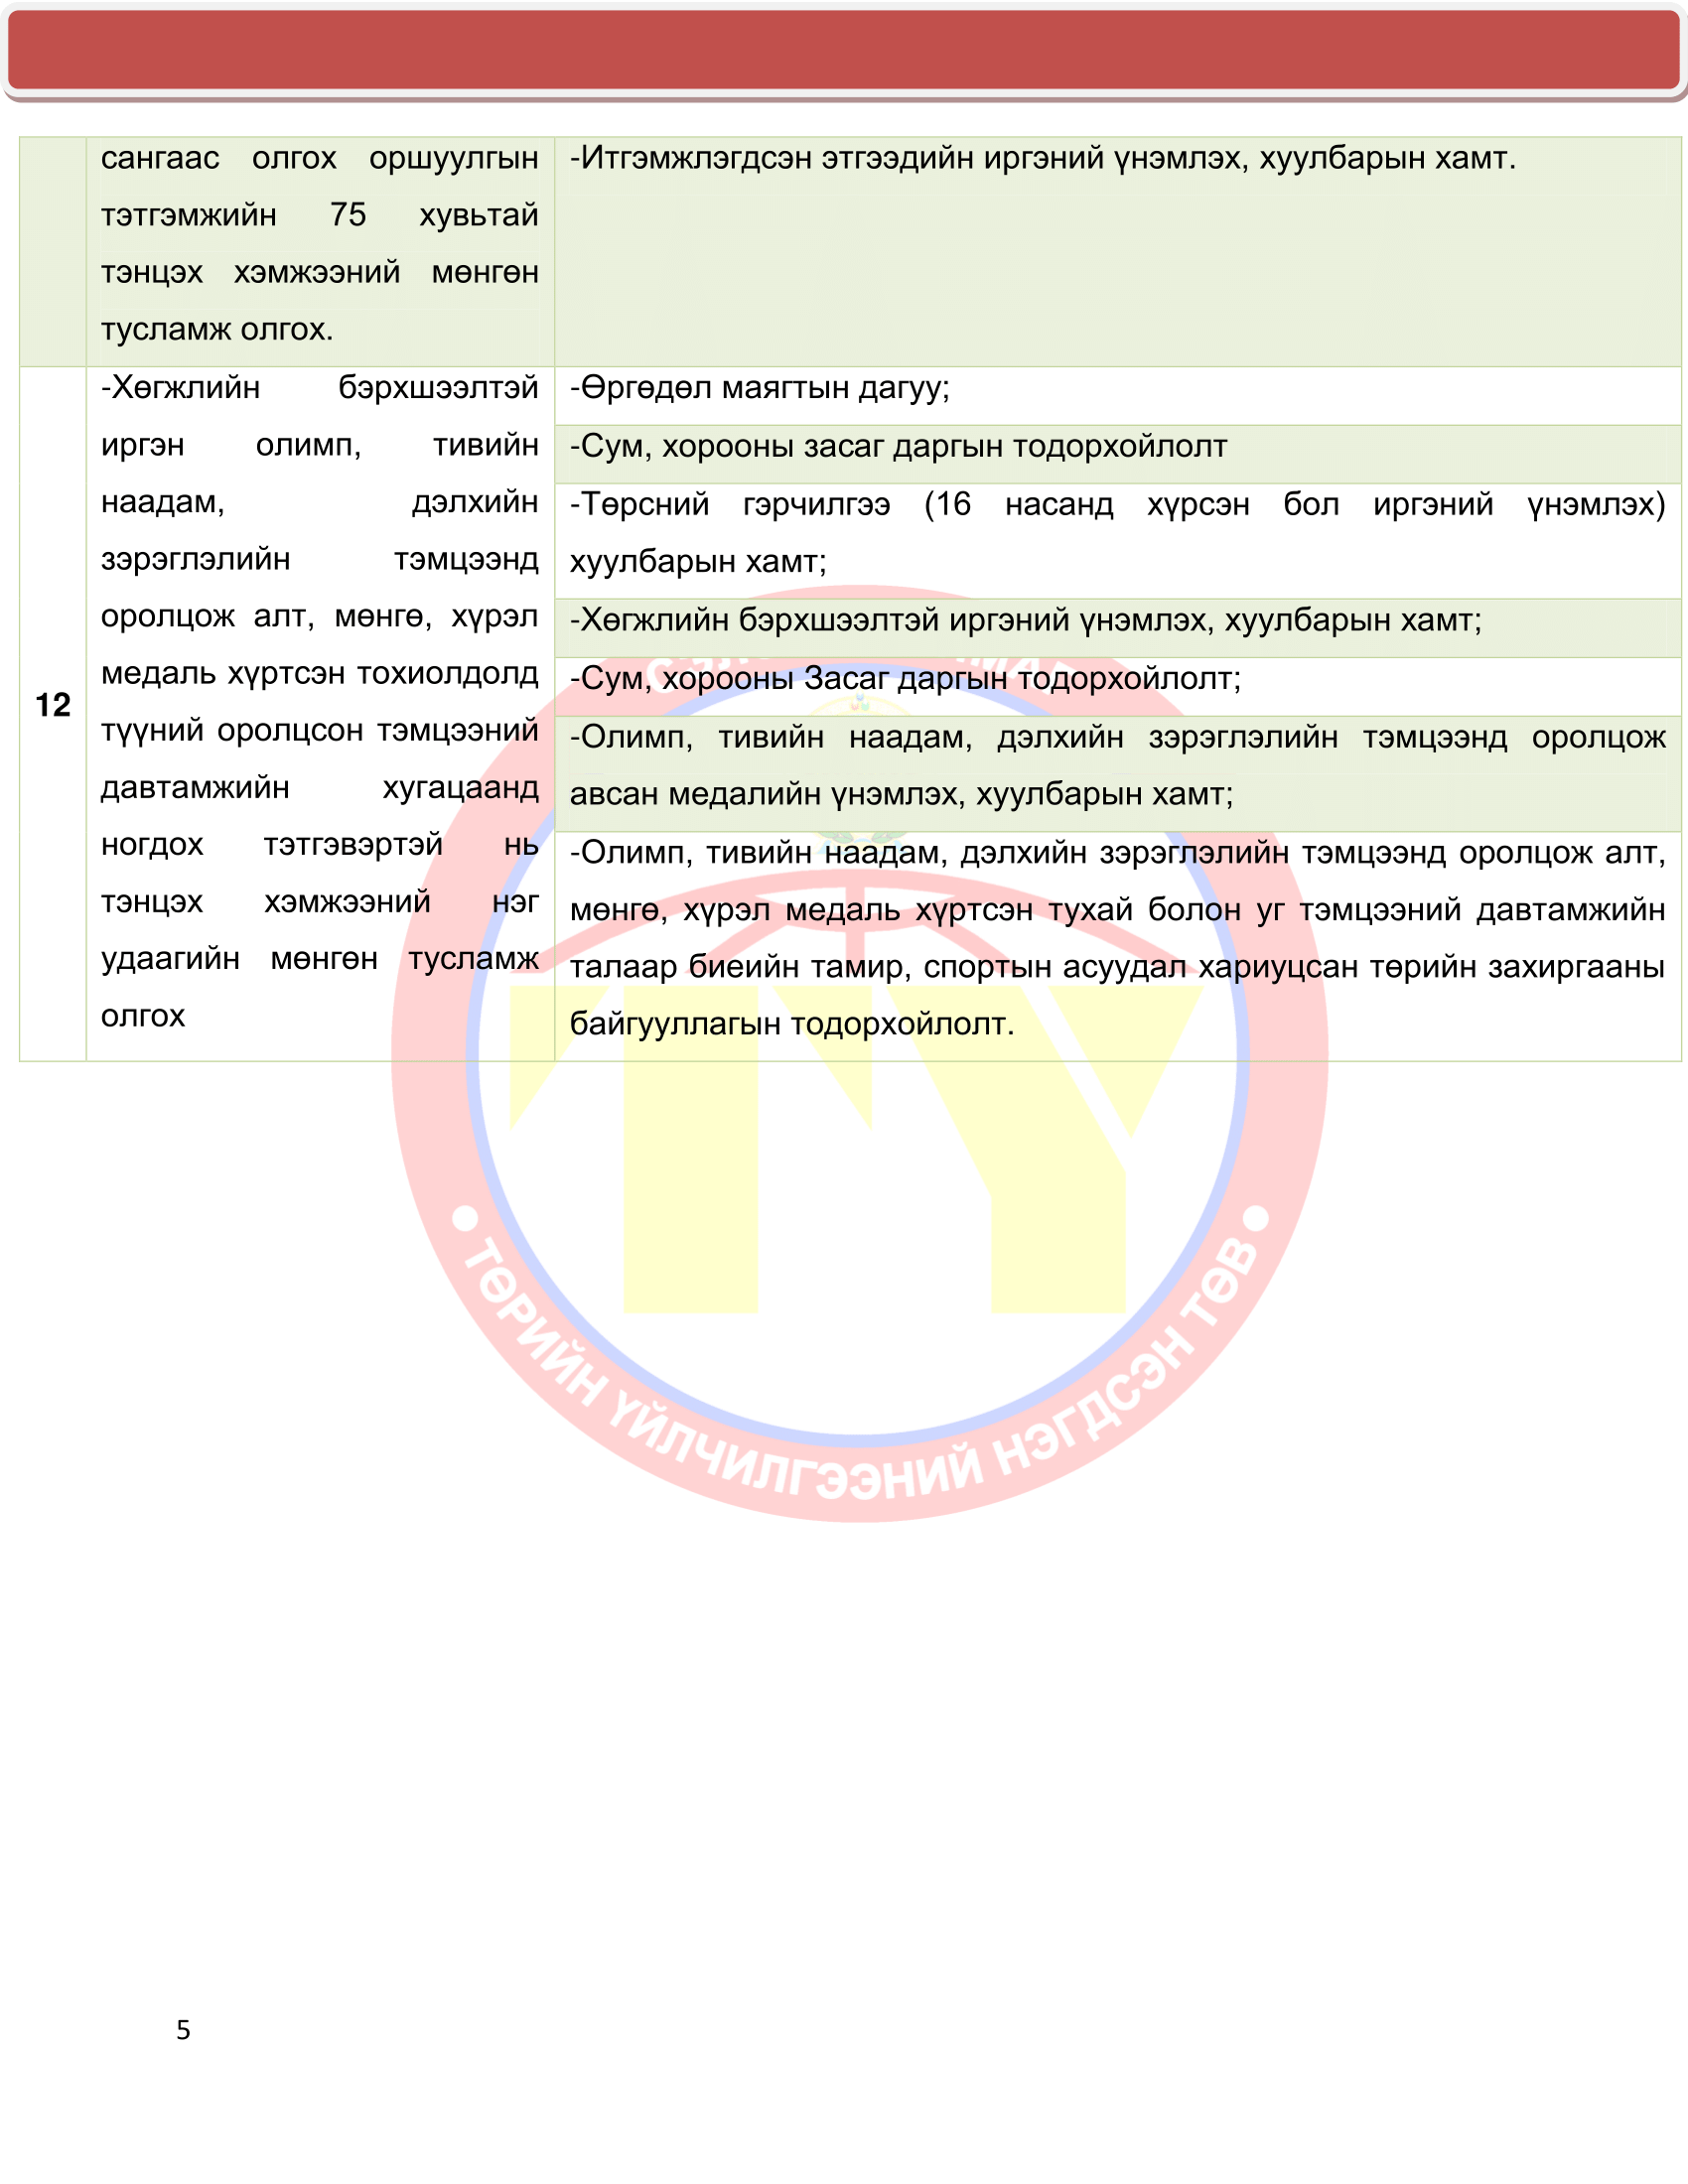 сангаас олгох оршуулгын
тэтгэмжийн 75 хувьтай
тэнцэх хэмжээний мөнгөн
тусламж олгох.
-Итгэмжлэгдсэн этгээдийн иргэний үнэмлэх, хуулбарын хамт.
12
-Хөгжлийн бэрхшээлтэй
иргэн олимп, тивийн
наадам, дэлхийн
зэрэглэлийн тэмцээнд
оролцож алт, мөнгө, хүрэл
медаль хүртсэн тохиолдолд
түүний оролцсон тэмцээний
давтамжийн хугацаанд
ногдох тэтгэвэртэй нь
тэнцэх хэмжээний нэг
удаагийн мөнгөн тусламж
олгох
-Өргөдөл маягтын дагуу;
-Сум, хорооны засаг даргын тодорхойлолт
-Төрсний гэрчилгээ (16 насанд хүрсэн бол иргэний үнэмлэх)
хуулбарын хамт;
-Хөгжлийн бэрхшээлтэй иргэний үнэмлэх, хуулбарын хамт;
-Сум, хорооны Засаг даргын тодорхойлолт;
-Олимп, тивийн наадам, дэлхийн зэрэглэлийн тэмцээнд оролцож
авсан медалийн үнэмлэх, хуулбарын хамт;
-Олимп, тивийн наадам, дэлхийн зэрэглэлийн тэмцээнд оролцож алт,
мөнгө, хүрэл медаль хүртсэн тухай болон уг тэмцээний давтамжийн
талаар биеийн тамир, спортын асуудал хариуцсан төрийн захиргааны
байгууллагын тодорхойлолт.
ТҮ
• ТӨРИЙН ҮЙЛЧИЛГЭЭНИЙ НЭГДСЭН ТӨВ •
5